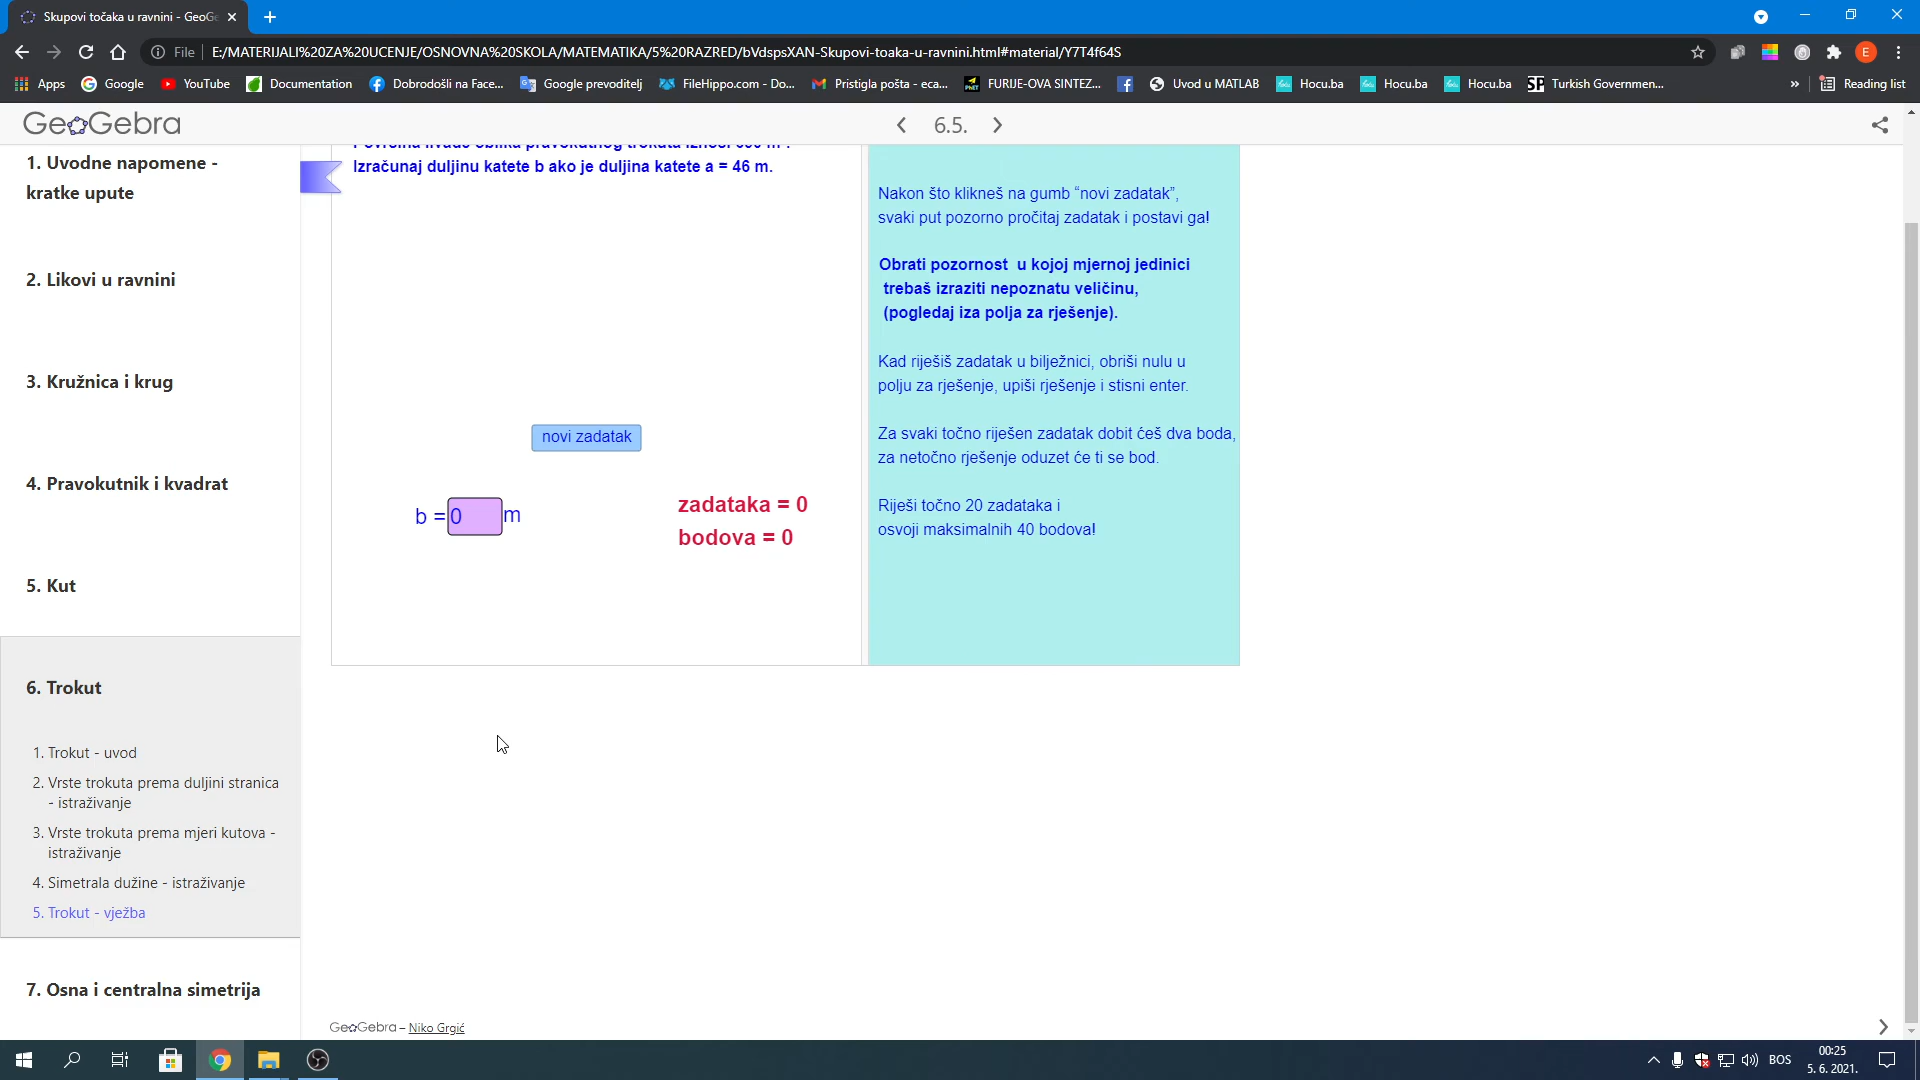 Skupovi točaka u ravnini - GeoGe
File
E:/MATERIJALI%20ZA%20UCENJE/OSNOVNA%20SKOLA/MATEMATIKA/5%20RAZRED/bVdspsXAN-Skupovi-toaka-u-ravnini.html#material/Y7T4f64S
E
Apps
Google
YouTube
Documentation
Dobrodošli na Face...
Google prevoditelj
FileHippo.com - Do...
Pristigla pošta - eca...
FURIJE-OVA SINTEZ...
Uvod u MATLAB
Hocu.ba
Hocu.ba
Hocu.ba
Turkish Governmen...
»
Reading list
GeoGebra
6.5.
1. Uvodne napomene -
kratke upute
2. Likovi u ravnini
3. Kružnica i krug
4. Pravokutnik i kvadrat
5. Kut
6. Trokut
1. Trokut - uvod
2. Vrste trokuta prema duljini stranica
- istraživanje
3. Vrste trokuta prema mjeri kutova -
istraživanje
4. Simetrala dužine - istraživanje
5. Trokut - vježba
7. Osna i centralna simetrija
Izračunaj duljinu katete b ako je duljina katete a = 46 m.
novi zadatak
b = 0 m
zadataka = 0
bodova = 0
Nakon što klikneš na gumb “novi zadatak”,
svaki put pozorno pročitaj zadatak i postavi ga!
Obrati pozornost u kojoj mjernoj jedinici
trebaš izraziti nepoznatu veličinu,
(pogledaj iza polja za rješenje).
Kad riješiš zadatak u bilježnici, obriši nulu u
polju za rješenje, upiši rješenje i stisni enter.
Za svaki točno riješen zadatak dobit ćeš dva boda,
za netočno rješenje oduzet će ti se bod.
Riješi točno 20 zadataka i
osvoji maksimalnih 40 bodova!
GeoGebra – Niko Grgić
BOS
00:25
5. 6. 2021.